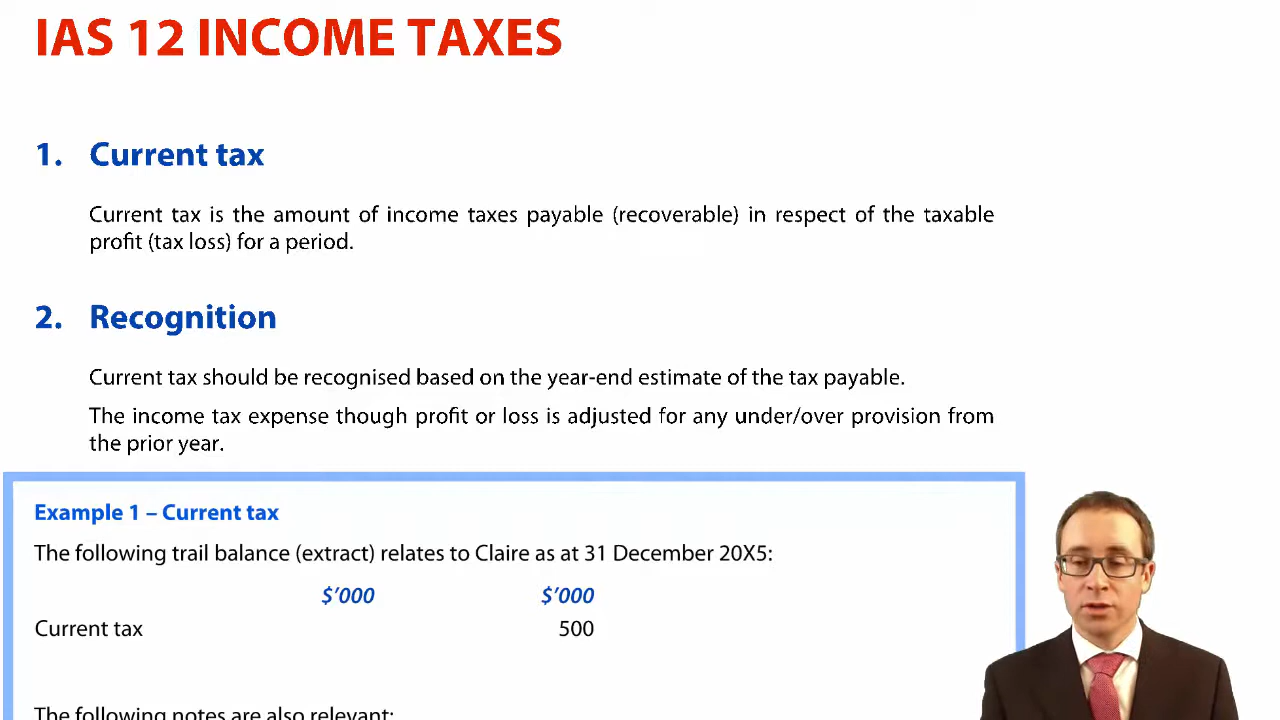 IAS 12 INCOME TAXES
1. Current tax
Current tax is the amount of income taxes payable (recoverable) in respect of the taxable
profit (tax loss) for a period.
2. Recognition
Current tax should be recognised based on the year-end estimate of the tax payable.
The income tax expense though profit or loss is adjusted for any under/over provision from
the prior year.
Example 1 – Current tax
The following trail balance (extract) relates to Claire as at 31 December 20X5:
$'000 $'000
Current tax 500
The following notes are also relevant: